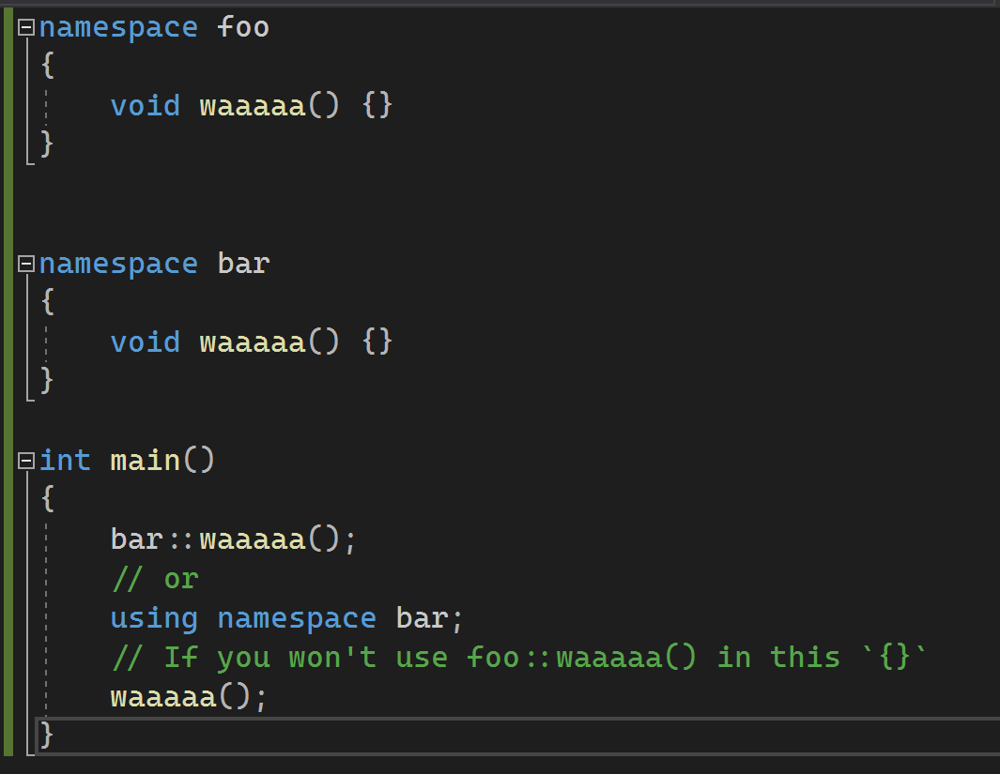 namespace foo
{
    void waaaaa() {}
}
namespace bar
{
    void waaaaa() {}
}
int main()
{
    bar::waaaaa();
    // or
    using namespace bar;
    // If you won't use foo::waaaaa() in this `{}`
    waaaaa();
}